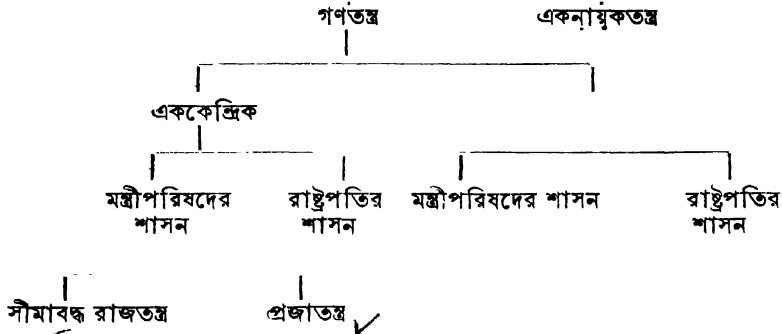 গণতন্ত্র একনায়কতন্ত্র
এককেন্দ্রিক
মন্ত্রীপরিষদের রাষ্ট্রপতির মন্ত্রীপরিষদের শাসন রাষ্ট্রপতির
শাসন শাসন শাসন
সীমাবদ্ধ রাজতন্ত্র প্রজাতন্ত্র